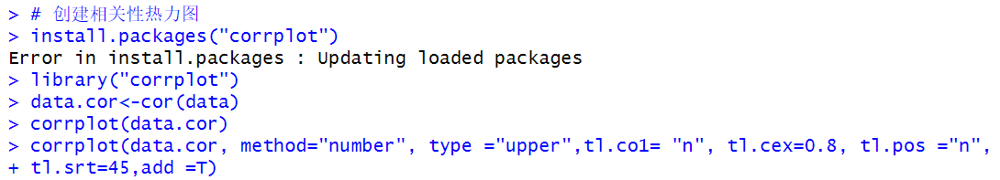 > # 创建相关性热力图
> install.packages("corrplot")
Error in install.packages : Updating loaded packages
> library("corrplot")
> data.cor<-cor(data)
> corrplot(data.cor)
> corrplot(data.cor, method="number", type ="upper",tl.co1= "n", tl.cex=0.8, tl.pos ="n",
+ tl.srt=45,add =T)